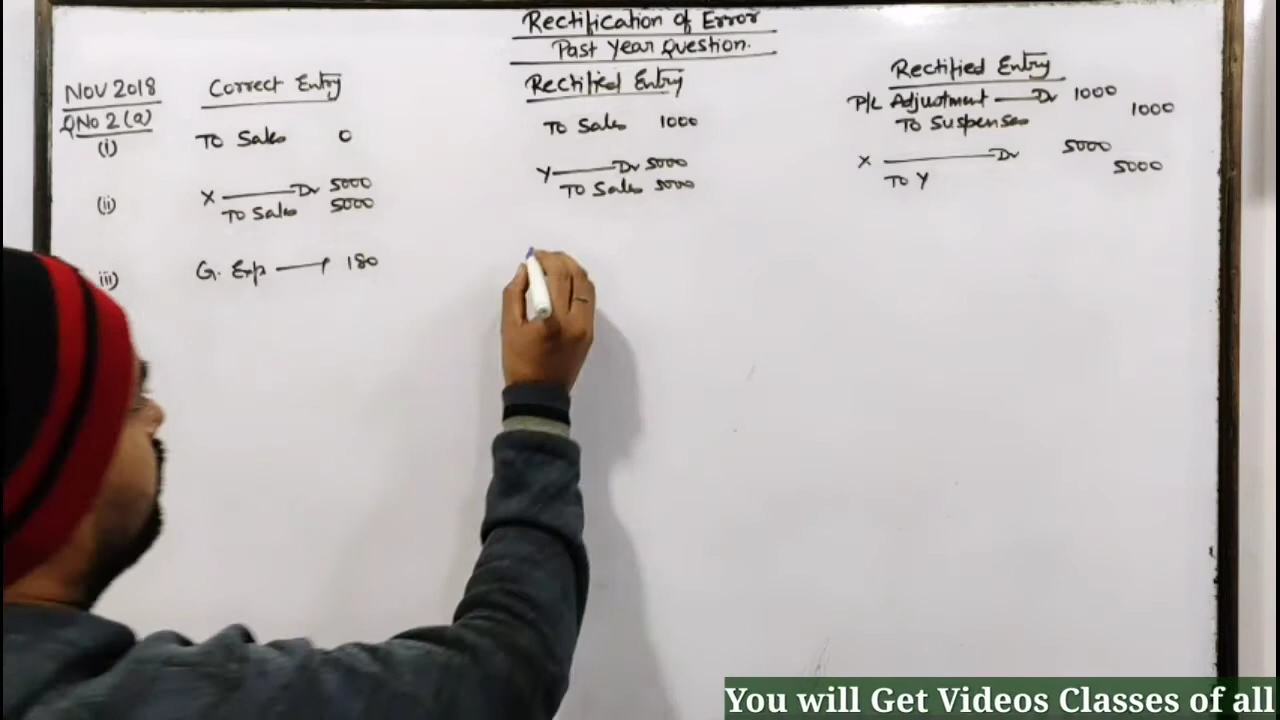 Rectification of Error
Past Year Question.
Nov 2018
QNo 2(a)
Correct Entry
Rectified Entry
Rectified Entry
(i)
To Sales 0
To Sales 1000
P/L Adjustment Dr 1000
To Suspenses 1000
(ii)
X Dr 5000
To Sales 5000
Y Dr 5000
To Sales 5000
X Dr 5000
To Y 5000
(iii)
G. Exp 180
You will Get Videos Classes of all